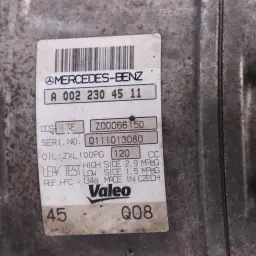 MERCEDES-BENZ
A 002 230 45 11
Z0006615D
SERI.NO. 0111013080
OIL:ZXL100PG 120 CC
LEAK TEST HIGH SIDE 2.9 MPaG
LOW SIDE 1.5 MPaG
REF.HFC-134a MADE IN CZECH
Valeo
45 Q08